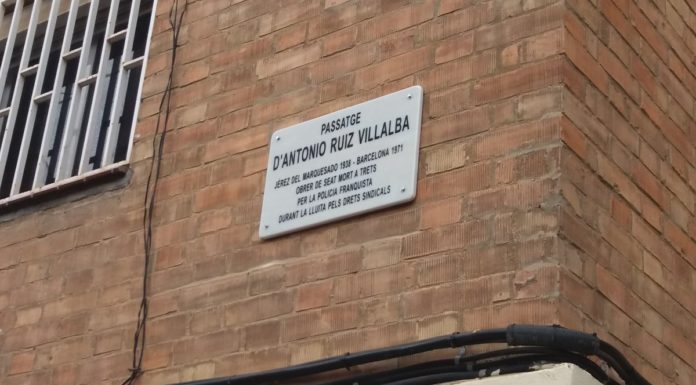 PASSATGE
D'ANTONIO RUIZ VILLALBA
JEREZ DEL MARQUESADO 1938 - BARCELONA 1971
OBRER DE SEAT MORT A TRETS
PER LA POLICIA FRANQUISTA
DURANT LA LLUITA PELS DRETS SINDICALS